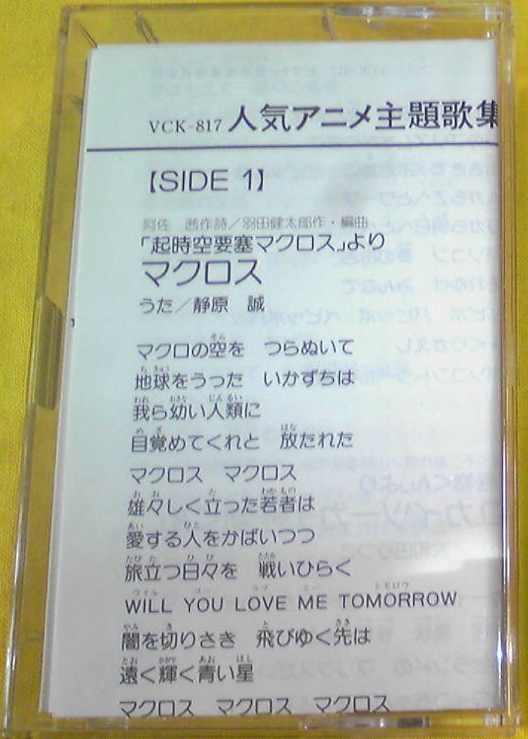 VCK-817 人気アニメ主題歌集
【SIDE 1】
阿佐 茜作詩／羽田健太郎作・編曲
「起時空要塞マクロス」より
マクロス
うた／静原 誠
マクロの空を つらぬいて
地球をうった いかずちは
我ら幼い人類に
目覚めてくれと 放たれた
マクロス マクロス
雄々しく立った若者は
愛する人をかばいつつ
旅立つ日々を 戦いひらく
WILL YOU LOVE ME TOMORROW
闇を切りさき 飛びゆく先は
遠く輝く青い星
マクロス マクロス マクロス